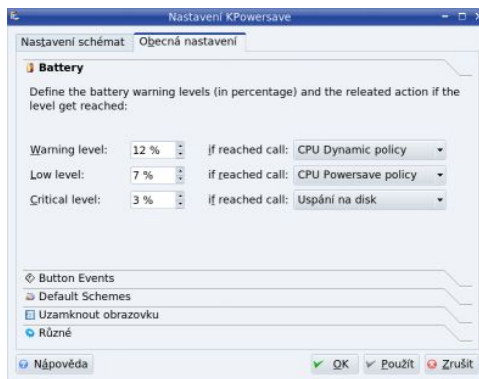 Nastavení KPowersave
Nastavení schémat Obecná nastavení
Battery
Define the battery warning levels (in percentage) and the releated action if the
level get reached:
Warning level: 12 % if reached call: CPU Dynamic policy
Low level: 7 % if reached call: CPU Powersave policy
Critical level: 3 % if reached call: Uspání na disk
Button Events
Default Schemes
Uzamknout obrazovku
Různé
Nápověda OK Použít Zrušit